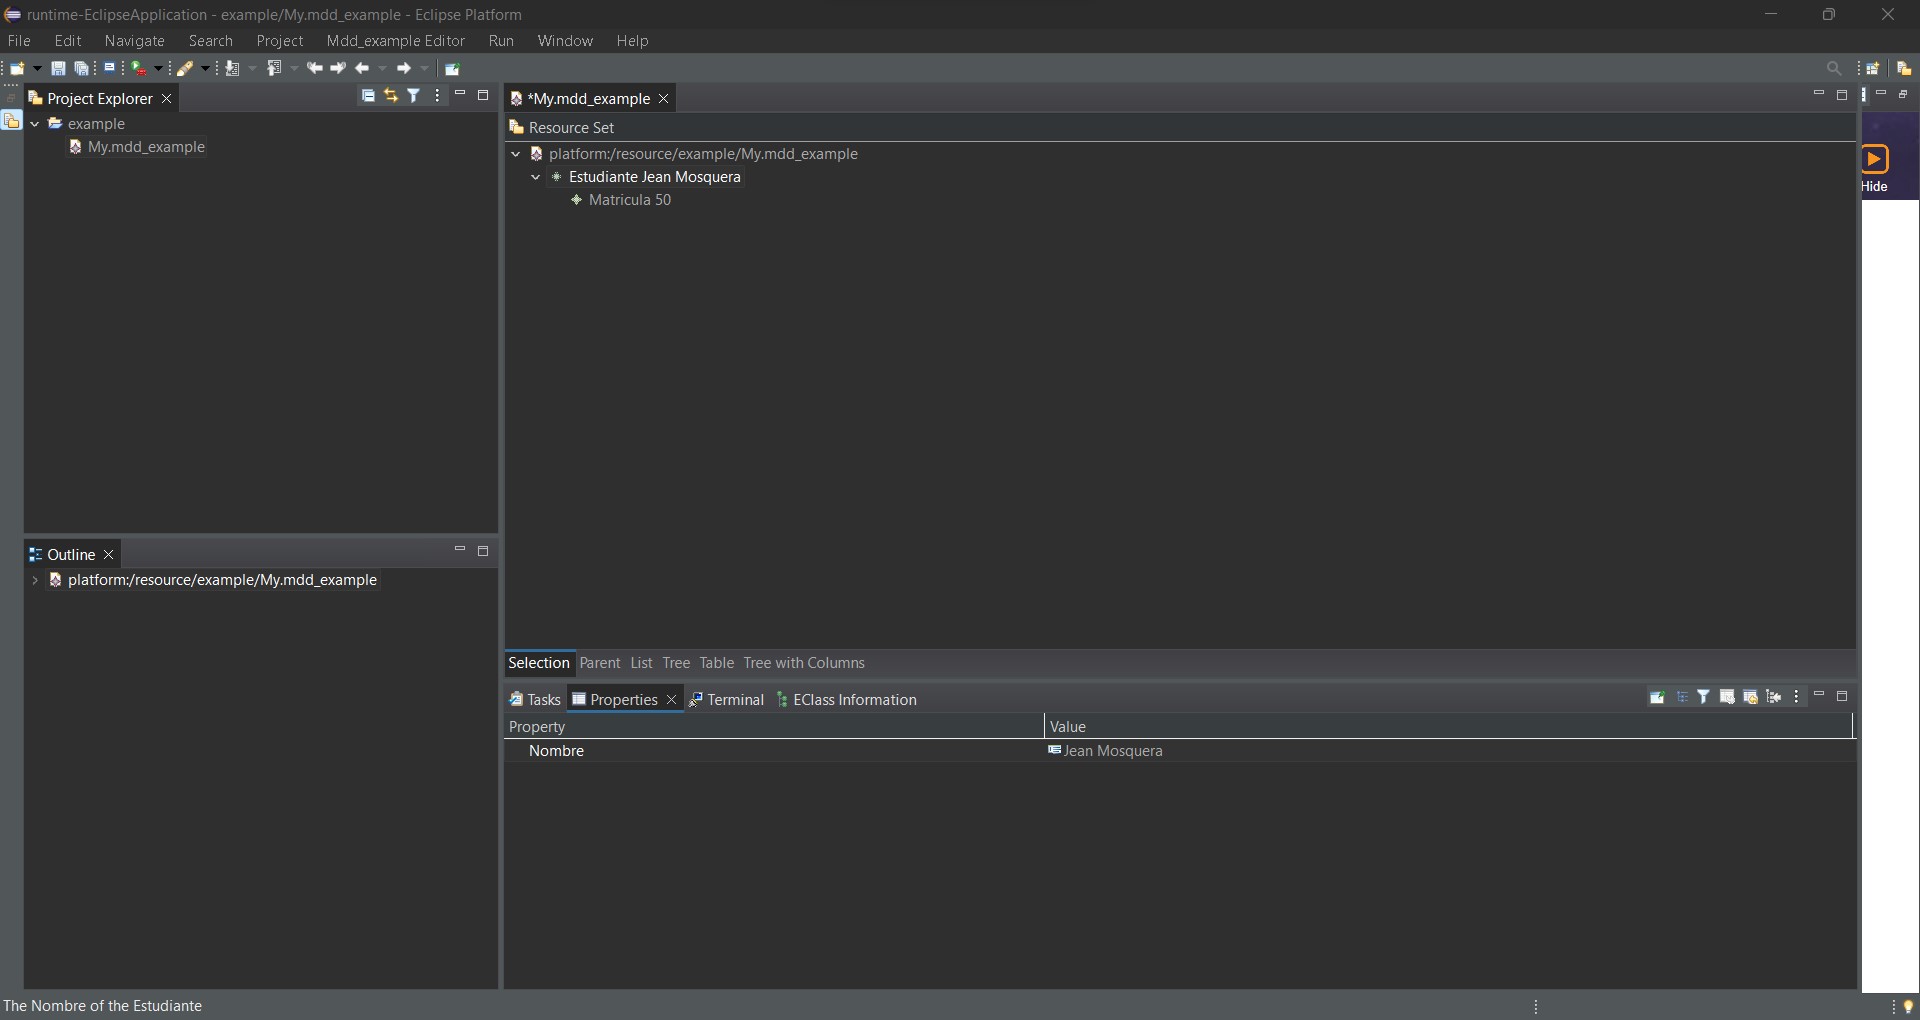 runtime-EclipseApplication - example/My.mdd_example - Eclipse Platform
File Edit Navigate Search Project Mdd_example Editor Run Window Help
Project Explorer
example
My.mdd_example
*My.mdd_example
Resource Set
platform:/resource/example/My.mdd_example
Estudiante Jean Mosquera
Matricula 50
Hide
Outline
platform:/resource/example/My.mdd_example
Selection Parent List Tree Table Tree with Columns
Tasks Properties Terminal EClass Information
Property Value
Nombre Jean Mosquera
The Nombre of the Estudiante